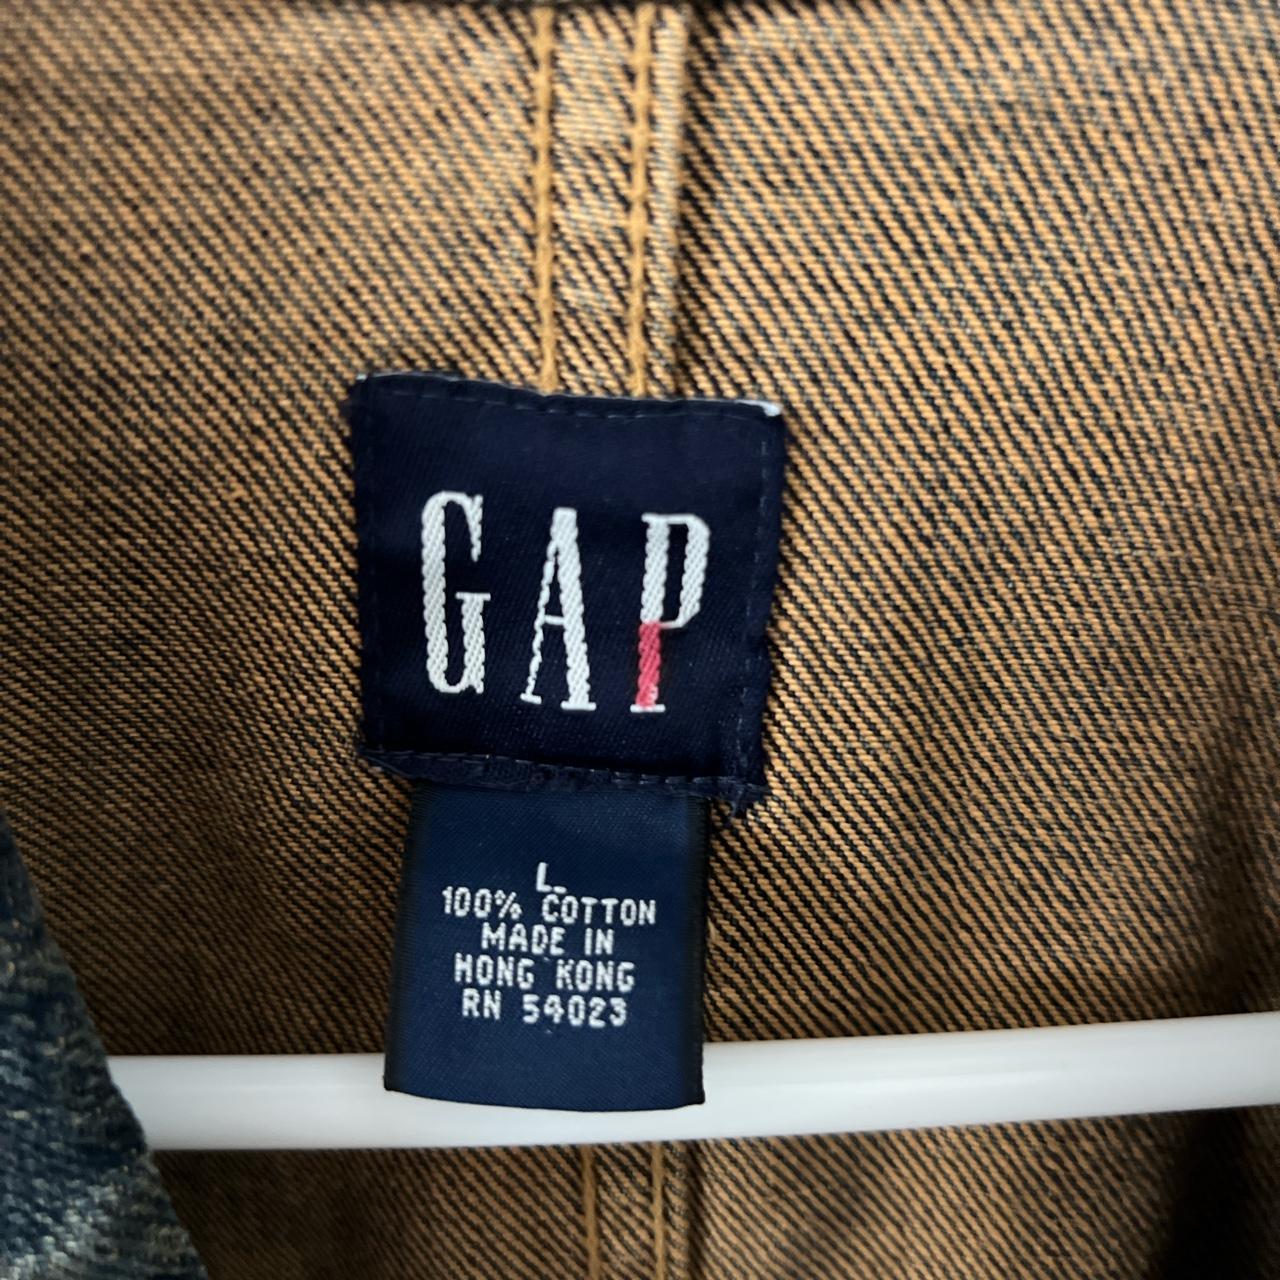 GAP
L.
100% COTTON
MADE IN
HONG KONG
RN 54023